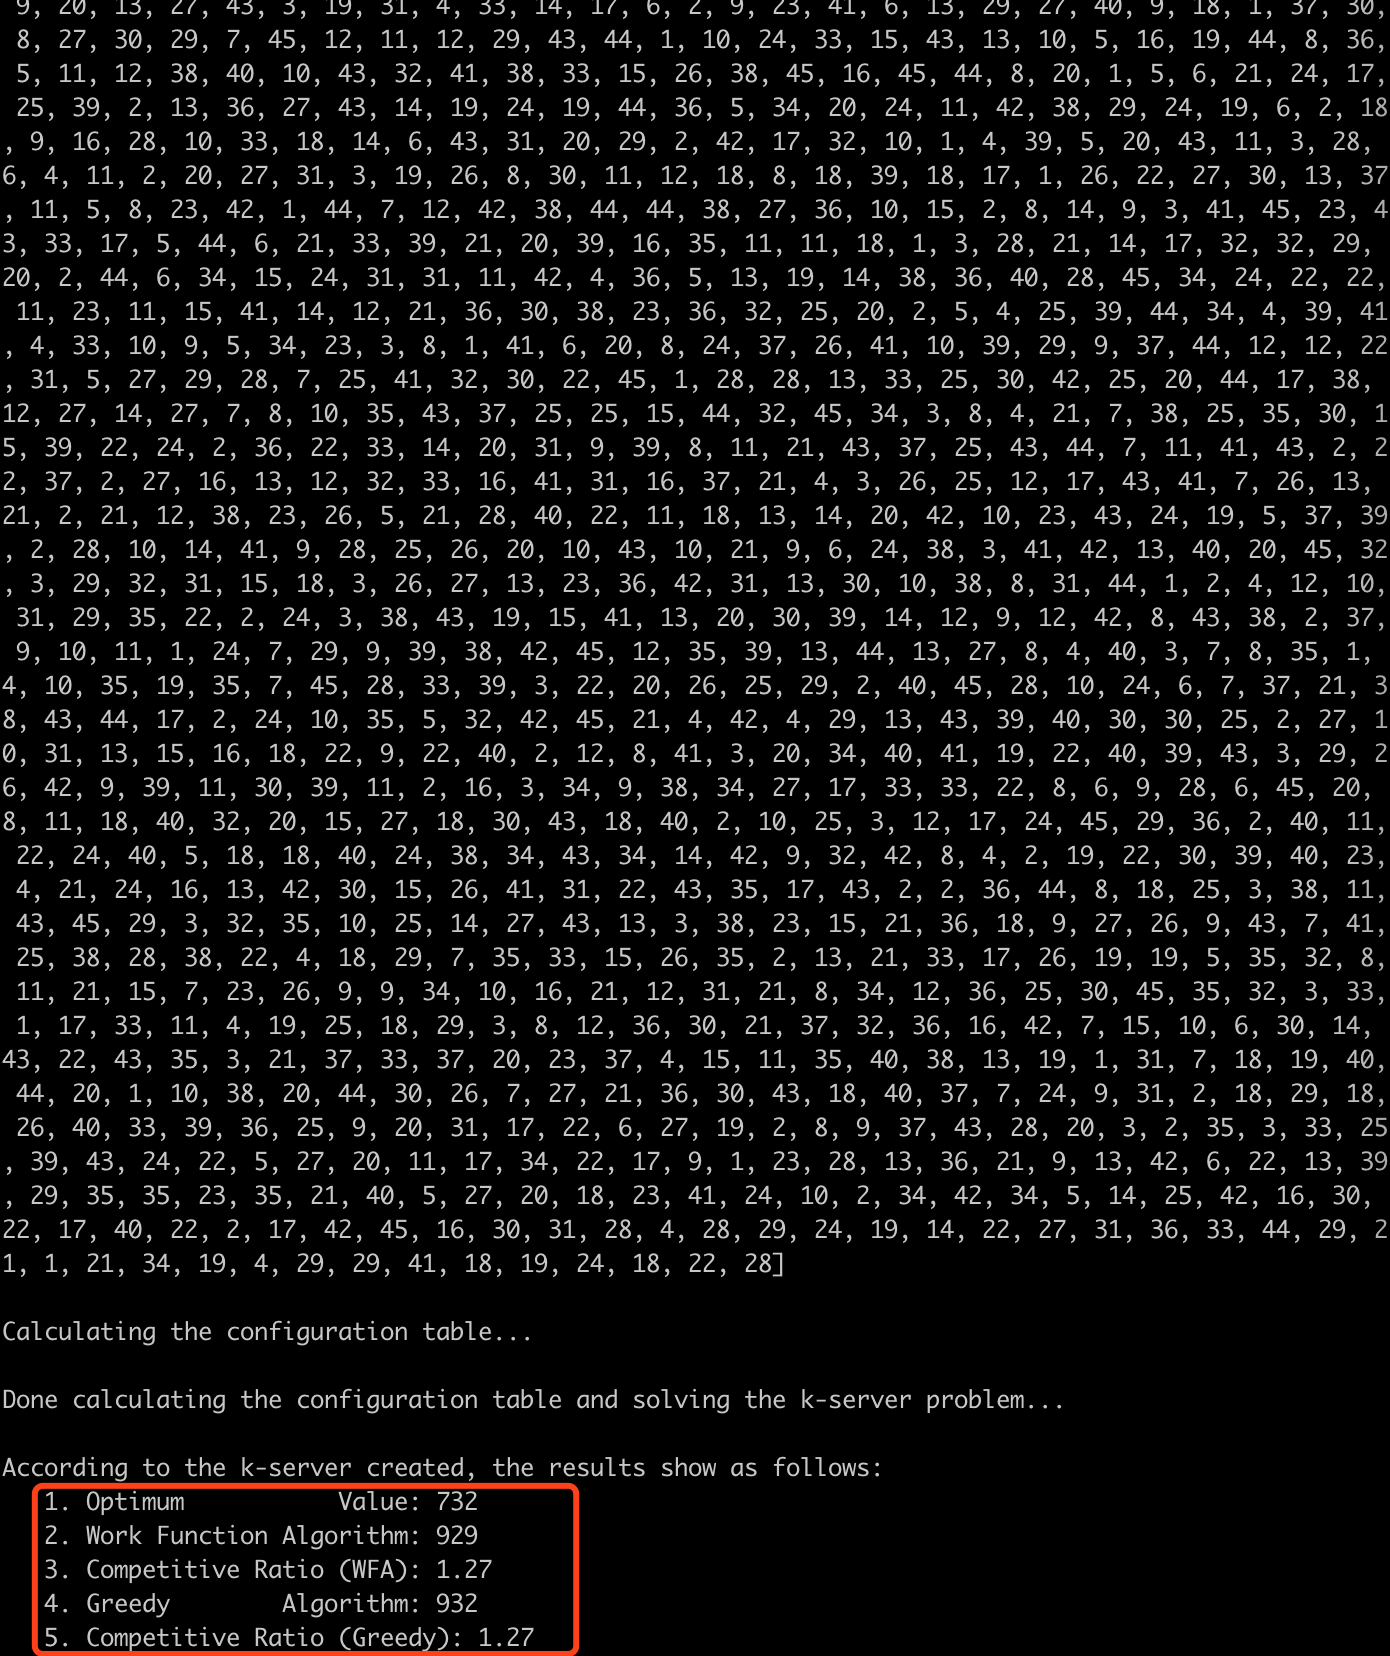 9, 20, 13, 27, 43, 3, 19, 31, 4, 33, 14, 17, 6, 2, 9, 23, 41, 6, 13, 29, 27, 40, 9, 18, 1, 37, 30,
8, 27, 30, 29, 7, 45, 12, 11, 12, 29, 43, 44, 1, 10, 24, 33, 15, 43, 13, 10, 5, 16, 19, 44, 8, 36,
5, 11, 12, 38, 40, 10, 43, 32, 41, 38, 33, 15, 26, 38, 45, 16, 45, 44, 8, 20, 1, 5, 6, 21, 24, 17,
25, 39, 2, 13, 36, 27, 43, 14, 19, 24, 19, 44, 36, 5, 34, 20, 24, 11, 42, 38, 29, 24, 19, 6, 2, 18
, 9, 16, 28, 10, 33, 18, 14, 6, 43, 31, 20, 29, 2, 42, 17, 32, 10, 1, 4, 39, 5, 20, 43, 11, 3, 28,
6, 4, 11, 2, 20, 27, 31, 3, 19, 26, 8, 30, 11, 12, 18, 8, 18, 39, 18, 17, 1, 26, 22, 27, 30, 13, 37
, 11, 5, 8, 23, 42, 1, 44, 7, 12, 42, 38, 44, 44, 38, 27, 36, 10, 15, 2, 8, 14, 9, 3, 41, 45, 23, 4
3, 33, 17, 5, 44, 6, 21, 33, 39, 21, 20, 39, 16, 35, 11, 11, 18, 1, 3, 28, 21, 14, 17, 32, 32, 29,
20, 2, 44, 6, 34, 15, 24, 31, 31, 11, 42, 4, 36, 5, 13, 19, 14, 38, 36, 40, 28, 45, 34, 24, 22, 22,
11, 23, 11, 15, 41, 14, 12, 21, 36, 30, 38, 23, 36, 32, 25, 20, 2, 5, 4, 25, 39, 44, 34, 4, 39, 41
, 4, 33, 10, 9, 5, 34, 23, 3, 8, 1, 41, 6, 20, 8, 24, 37, 26, 41, 10, 39, 29, 9, 37, 44, 12, 12, 22
, 31, 5, 27, 29, 28, 7, 25, 41, 32, 30, 22, 45, 1, 28, 28, 13, 33, 25, 30, 42, 25, 20, 44, 17, 38,
12, 27, 14, 27, 7, 8, 10, 35, 43, 37, 25, 25, 15, 44, 32, 45, 34, 3, 8, 4, 21, 7, 38, 25, 35, 30, 1
5, 39, 22, 24, 2, 36, 22, 33, 14, 20, 31, 9, 39, 8, 11, 21, 43, 37, 25, 43, 44, 7, 11, 41, 43, 2, 2
2, 37, 2, 27, 16, 13, 12, 32, 33, 16, 41, 31, 16, 37, 21, 4, 3, 26, 25, 12, 17, 43, 41, 7, 26, 13,
21, 2, 21, 12, 38, 23, 26, 5, 21, 28, 40, 22, 11, 18, 13, 14, 20, 42, 10, 23, 43, 24, 19, 5, 37, 39
, 2, 28, 10, 14, 41, 9, 28, 25, 26, 20, 10, 43, 10, 21, 9, 6, 24, 38, 3, 41, 42, 13, 40, 20, 45, 32
, 3, 29, 32, 31, 15, 18, 3, 26, 27, 13, 23, 36, 42, 31, 13, 30, 10, 38, 8, 31, 44, 1, 2, 4, 12, 10,
31, 29, 35, 22, 2, 24, 3, 38, 43, 19, 15, 41, 13, 20, 30, 39, 14, 12, 9, 12, 42, 8, 43, 38, 2, 37,
9, 10, 11, 1, 24, 7, 29, 9, 39, 38, 42, 45, 12, 35, 39, 13, 44, 13, 27, 8, 4, 40, 3, 7, 8, 35, 1,
4, 10, 35, 19, 35, 7, 45, 28, 33, 39, 3, 22, 20, 26, 25, 29, 2, 40, 45, 28, 10, 24, 6, 7, 37, 21, 3
8, 43, 44, 17, 2, 24, 10, 35, 5, 32, 42, 45, 21, 4, 42, 4, 29, 13, 43, 39, 40, 30, 30, 25, 2, 27, 1
0, 31, 13, 15, 16, 18, 22, 9, 22, 40, 2, 12, 8, 41, 3, 20, 34, 40, 41, 19, 22, 40, 39, 43, 3, 29, 2
6, 42, 9, 39, 11, 30, 39, 11, 2, 16, 3, 34, 9, 38, 34, 27, 17, 33, 33, 22, 8, 6, 9, 28, 6, 45, 20,
8, 11, 18, 40, 32, 20, 15, 27, 18, 30, 43, 18, 40, 2, 10, 25, 3, 12, 17, 24, 45, 29, 36, 2, 40, 11,
22, 24, 40, 5, 18, 18, 40, 24, 38, 34, 43, 34, 14, 42, 9, 32, 42, 8, 4, 2, 19, 22, 30, 39, 40, 23,
4, 21, 24, 16, 13, 42, 30, 15, 26, 41, 31, 22, 43, 35, 17, 43, 2, 2, 36, 44, 8, 18, 25, 3, 38, 11,
43, 45, 29, 3, 32, 35, 10, 25, 14, 27, 43, 13, 3, 38, 23, 15, 21, 36, 18, 9, 27, 26, 9, 43, 7, 41,
25, 38, 28, 38, 22, 4, 18, 29, 7, 35, 33, 15, 26, 35, 2, 13, 21, 33, 17, 26, 19, 19, 5, 35, 32, 8,
11, 21, 15, 7, 23, 26, 9, 9, 34, 10, 16, 21, 12, 31, 21, 8, 34, 12, 36, 25, 30, 45, 35, 32, 3, 33,
1, 17, 33, 11, 4, 19, 25, 18, 29, 3, 8, 12, 36, 30, 21, 37, 32, 36, 16, 42, 7, 15, 10, 6, 30, 14,
43, 22, 43, 35, 3, 21, 37, 33, 37, 20, 23, 37, 4, 15, 11, 35, 40, 38, 13, 19, 1, 31, 7, 18, 19, 40,
44, 20, 1, 10, 38, 20, 44, 30, 26, 7, 27, 21, 36, 30, 43, 18, 40, 37, 7, 24, 9, 31, 2, 18, 29, 18,
26, 40, 33, 39, 36, 25, 9, 20, 31, 17, 22, 6, 27, 19, 2, 8, 9, 37, 43, 28, 20, 3, 2, 35, 3, 33, 25
, 39, 43, 24, 22, 5, 27, 20, 11, 17, 34, 22, 17, 9, 1, 23, 28, 13, 36, 21, 9, 13, 42, 6, 22, 13, 39
, 29, 35, 35, 23, 35, 21, 40, 5, 27, 20, 18, 23, 41, 24, 10, 2, 34, 42, 34, 5, 14, 25, 42, 16, 30,
22, 17, 40, 22, 2, 17, 42, 45, 16, 30, 31, 28, 4, 28, 29, 24, 19, 14, 22, 27, 31, 36, 33, 44, 29, 2
1, 1, 21, 34, 19, 4, 29, 29, 41, 18, 19, 24, 18, 22, 28]
Calculating the configuration table...
Done calculating the configuration table and solving the k-server problem...
According to the k-server created, the results show as follows:
1. Optimum Value: 732
2. Work Function Algorithm: 929
3. Competitive Ratio (WFA): 1.27
4. Greedy Algorithm: 932
5. Competitive Ratio (Greedy): 1.27